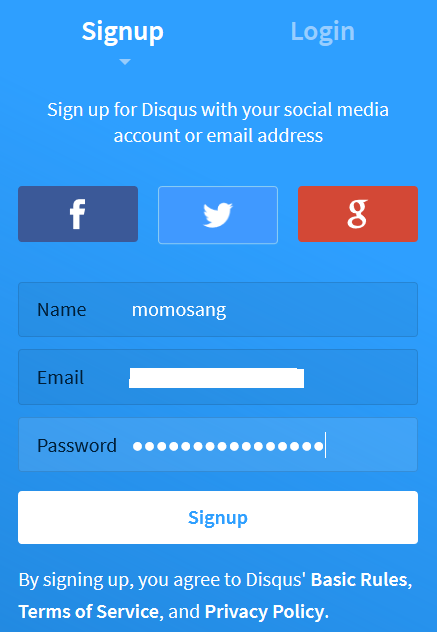 Signup Login
Sign up for Disqus with your social media
account or email address
f g
Name momosang
Email
Password ●●●●●●●●●●●●●●●●
Signup
By signing up, you agree to Disqus' Basic Rules,
Terms of Service, and Privacy Policy.